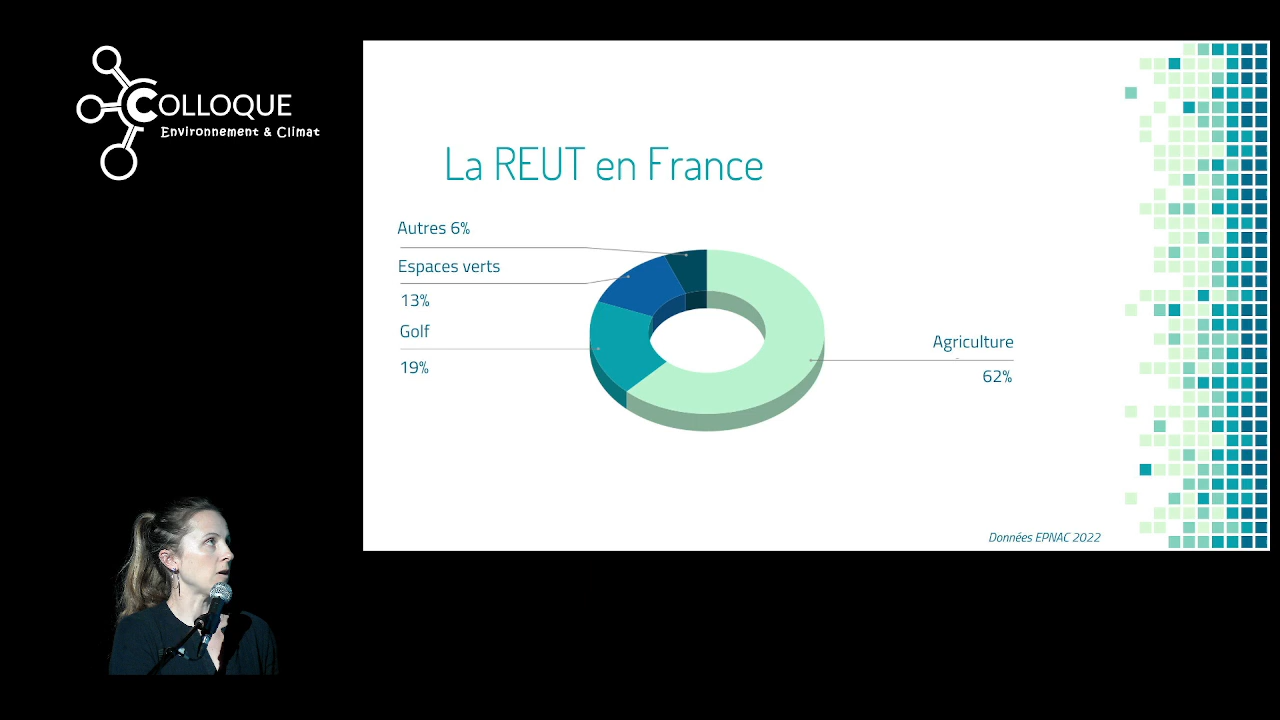 COLLOQUE
Environnement & Climat
La REUT en France
Autres 6%
Espaces verts
13%
Golf
19%
Agriculture
62%
Données EPNAC 2022